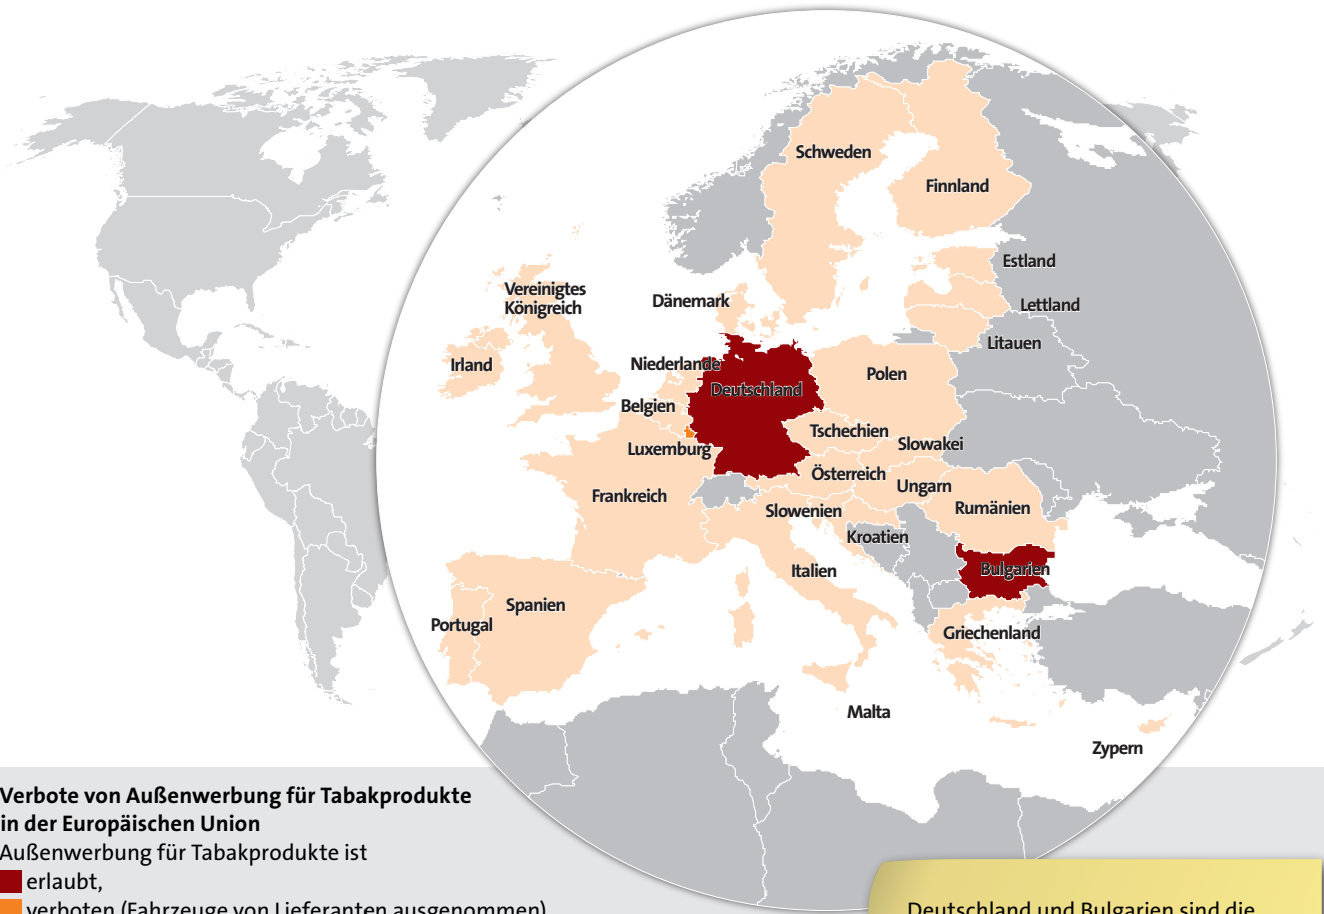 Schweden
Finnland
Estland
Vereinigtes
Königreich
Dänemark
Lettland
Litauen
Irland
Niederlande
Polen
Deutschland
Belgien
Tschechien
Slowakei
Luxemburg
Österreich
Ungarn
Frankreich
Slowenien
Rumänien
Kroatien
Italien
Bulgarien
Spanien
Portugal
Griechenland
Malta
Zypern
Verbote von Außenwerbung für Tabakprodukte
in der Europäischen Union
Außenwerbung für Tabakprodukte ist
erlaubt,
verboten (Fahrzeuge von Lieferanten ausgenommen)
Deutschland und Bulgarien sind die